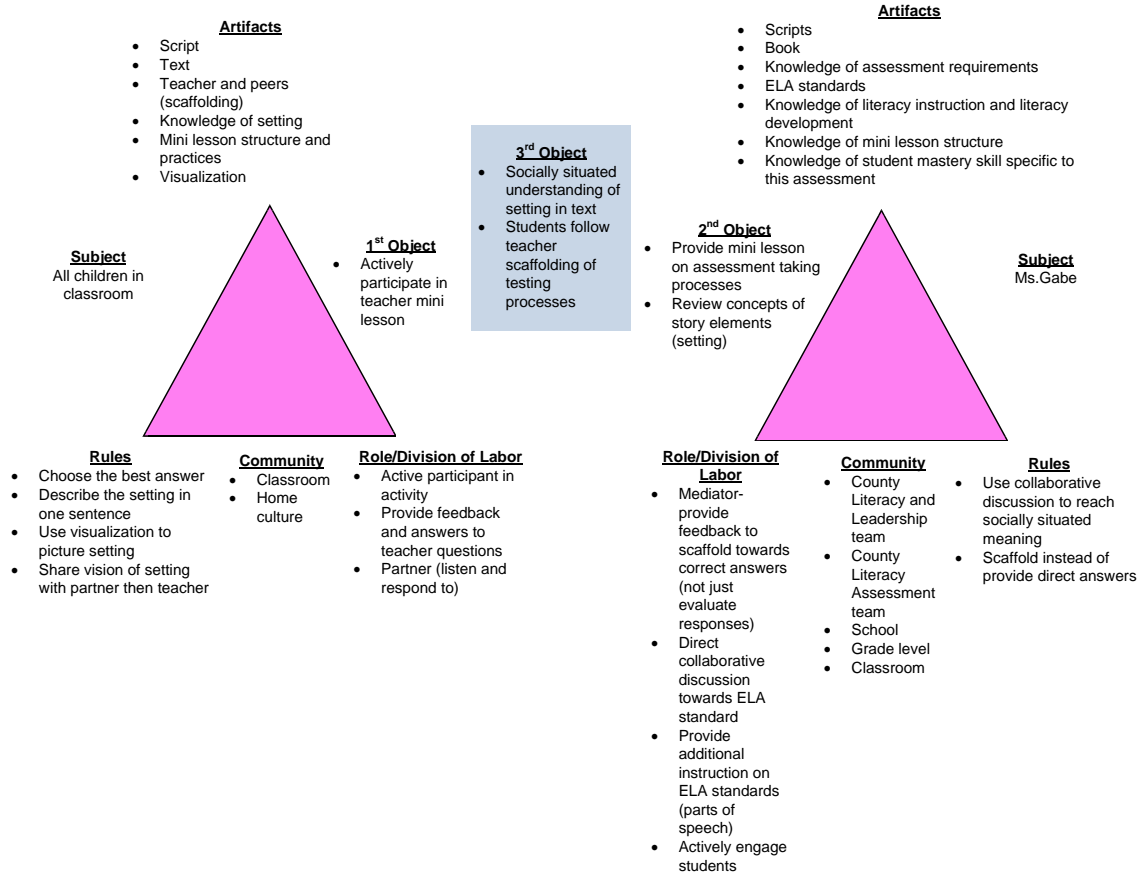 Artifacts
• Script
• Text
• Teacher and peers
(scaffolding)
• Knowledge of setting
• Mini lesson structure and
practices
• Visualization
Subject
All children in
classroom
1st Object
• Actively
participate in
teacher mini
lesson
Rules
• Choose the best answer
• Describe the setting in
one sentence
• Use visualization to
picture setting
• Share vision of setting
with partner then teacher
Community
• Classroom
• Home
culture
Role/Division of Labor
• Active participant in
activity
• Provide feedback
and answers to
teacher questions
• Partner (listen and
respond to)
3rd Object
• Socially situated
understanding of
setting in text
• Students follow
teacher
scaffolding of
testing
processes
Artifacts
• Scripts
• Book
• Knowledge of assessment requirements
• ELA standards
• Knowledge of literacy instruction and literacy
development
• Knowledge of mini lesson structure
• Knowledge of student mastery skill specific to
this assessment
2nd Object
• Provide mini lesson
on assessment taking
processes
• Review concepts of
story elements
(setting)
Subject
Ms.Gabe
Role/Division of
Labor
• Mediator-
provide
feedback to
scaffold towards
correct answers
(not just
evaluate
responses)
• Direct
collaborative
discussion
towards ELA
standard
• Provide
additional
instruction on
ELA standards
(parts of
speech)
• Actively engage
students
Community
• County
Literacy and
Leadership
team
• County
Literacy
Assessment
team
• School
• Grade level
• Classroom
Rules
• Use collaborative
discussion to reach
socially situated
meaning
• Scaffold instead of
provide direct answers